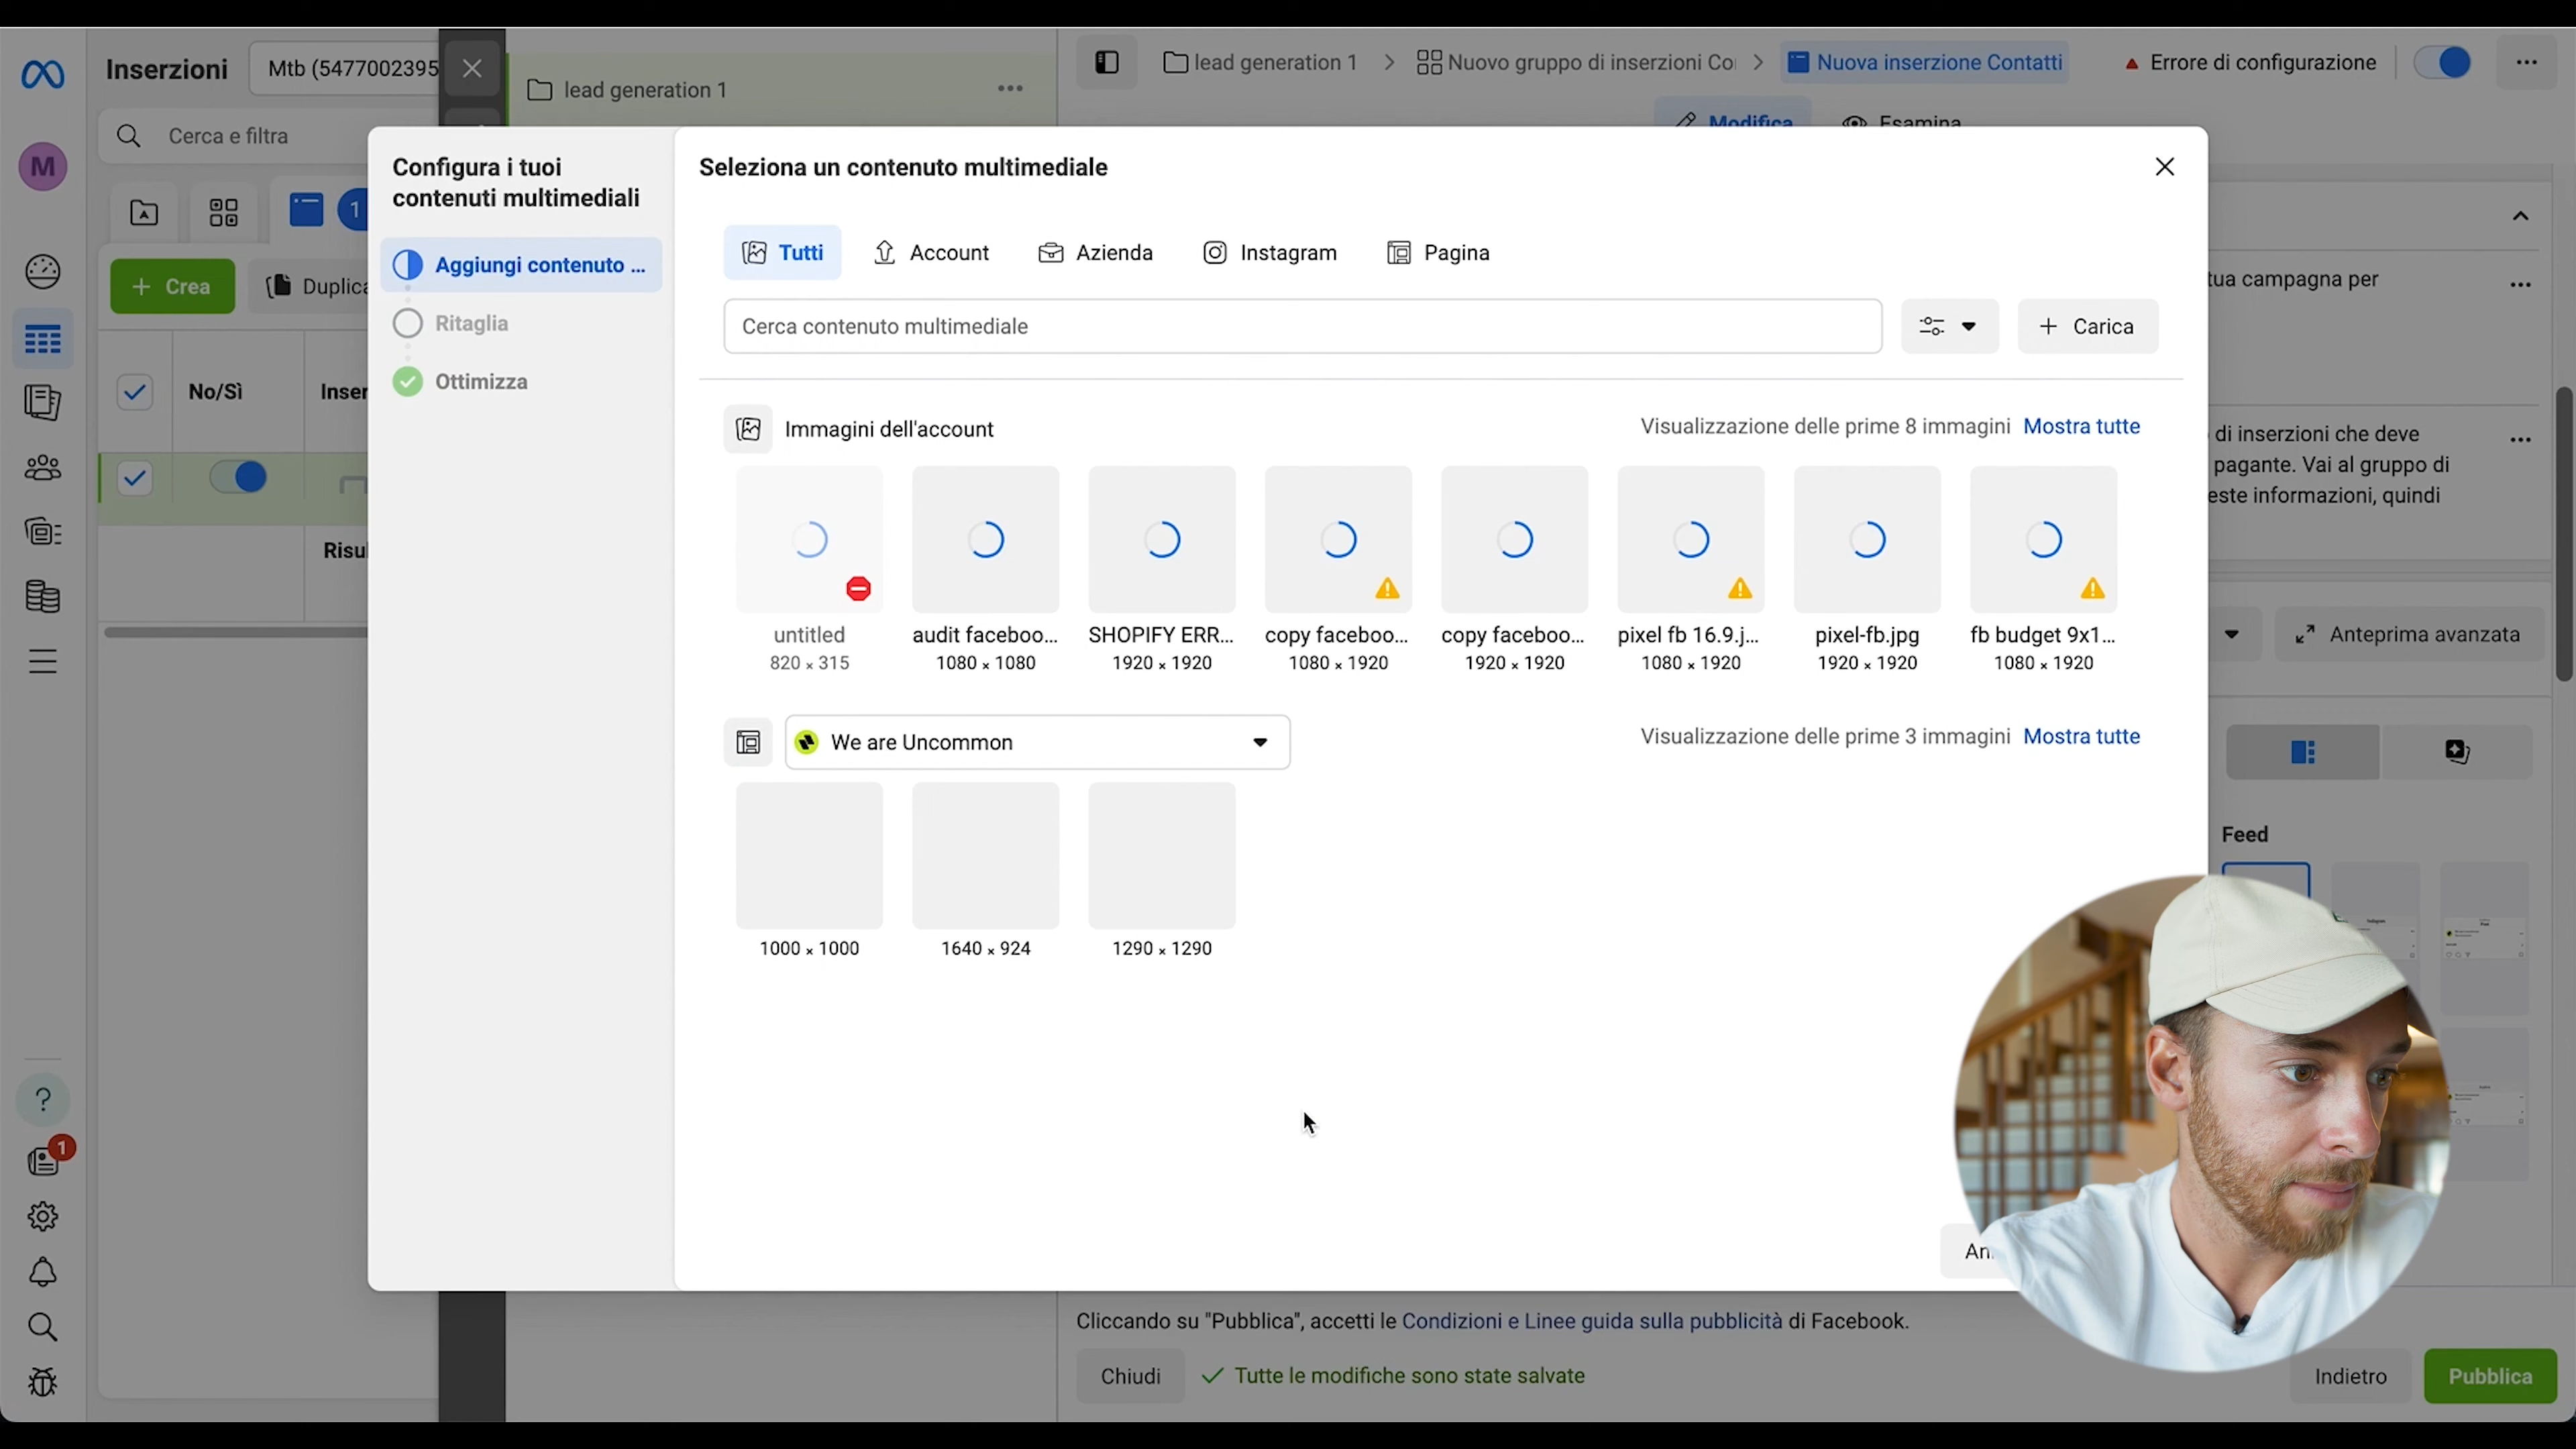 Inserzioni
Mtb (5477002395
lead generation 1
lead generation 1
Nuovo gruppo di inserzioni Co
Nuova inserzione Contatti
Errore di configurazione
Modifica
Esamina
M
Cerca e filtra
1
Crea
Duplica
No/Sì
Inser
Risul
Configura i tuoi
contenuti multimediali
Aggiungi contenuto ...
Ritaglia
Ottimizza
Seleziona un contenuto multimediale
Tutti
Account
Azienda
Instagram
Pagina
Cerca contenuto multimediale
Carica
Immagini dell'account
Visualizzazione delle prime 8 immagini
Mostra tutte
untitled
820 × 315
audit faceboo...
1080 × 1080
SHOPIFY ERR...
1920 × 1920
copy faceboo...
1080 × 1920
copy faceboo...
1920 × 1920
pixel fb 16.9.j...
1080 × 1920
pixel-fb.jpg
1920 × 1920
fb budget 9x1...
1080 × 1920
We are Uncommon
Visualizzazione delle prime 3 immagini
Mostra tutte
1000 × 1000
1640 × 924
1290 × 1290
tua campagna per
di inserzioni che deve
pagante. Vai al gruppo di
este informazioni, quindi
Anteprima avanzata
Feed
1
Cliccando su "Pubblica", accetti le Condizioni e Linee guida sulla pubblicità di Facebook.
Chiudi
Tutte le modifiche sono state salvate
Indietro
Pubblica